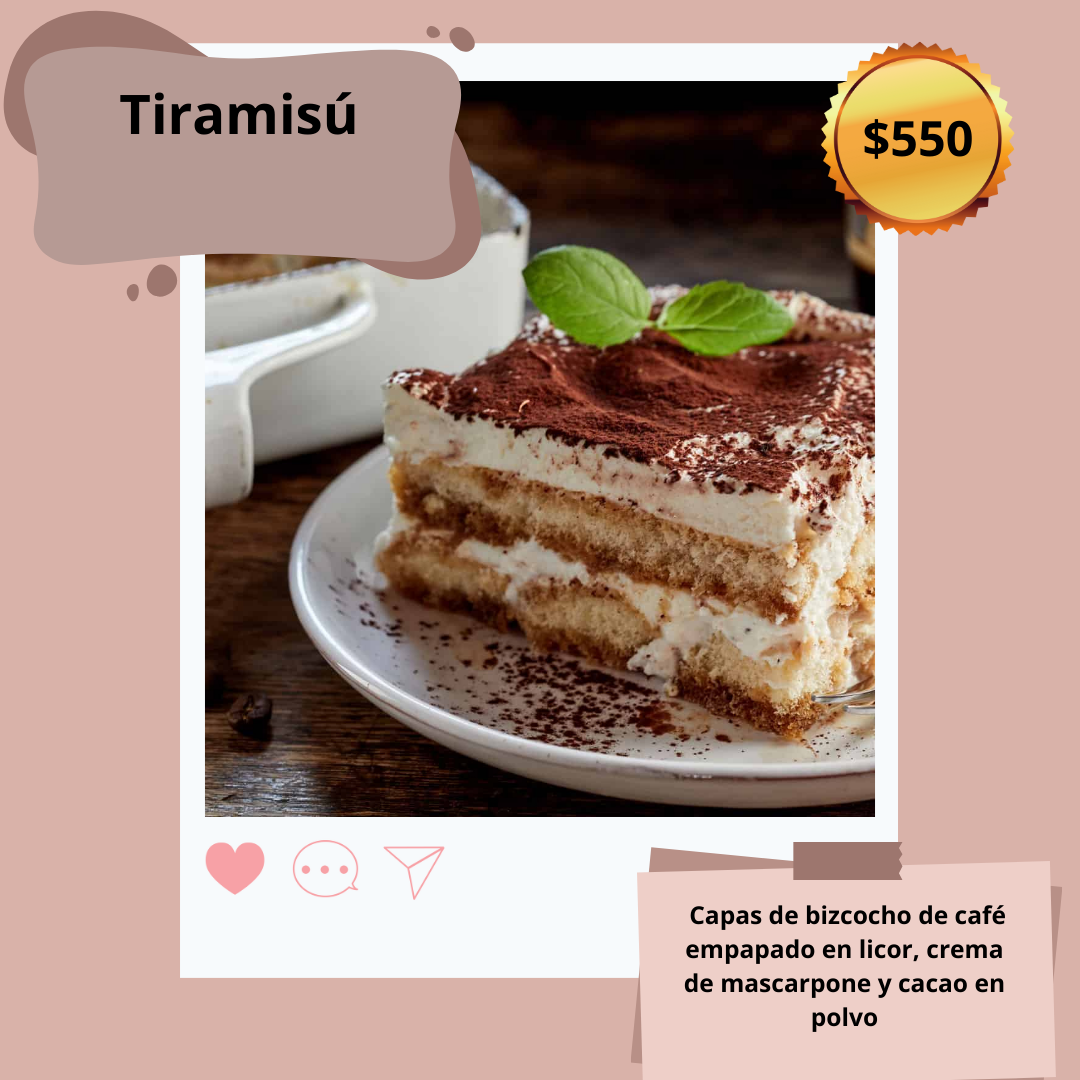 Tiramisú
$550
Capas de bizcocho de café
empapado en licor, crema
de mascarpone y cacao en
polvo